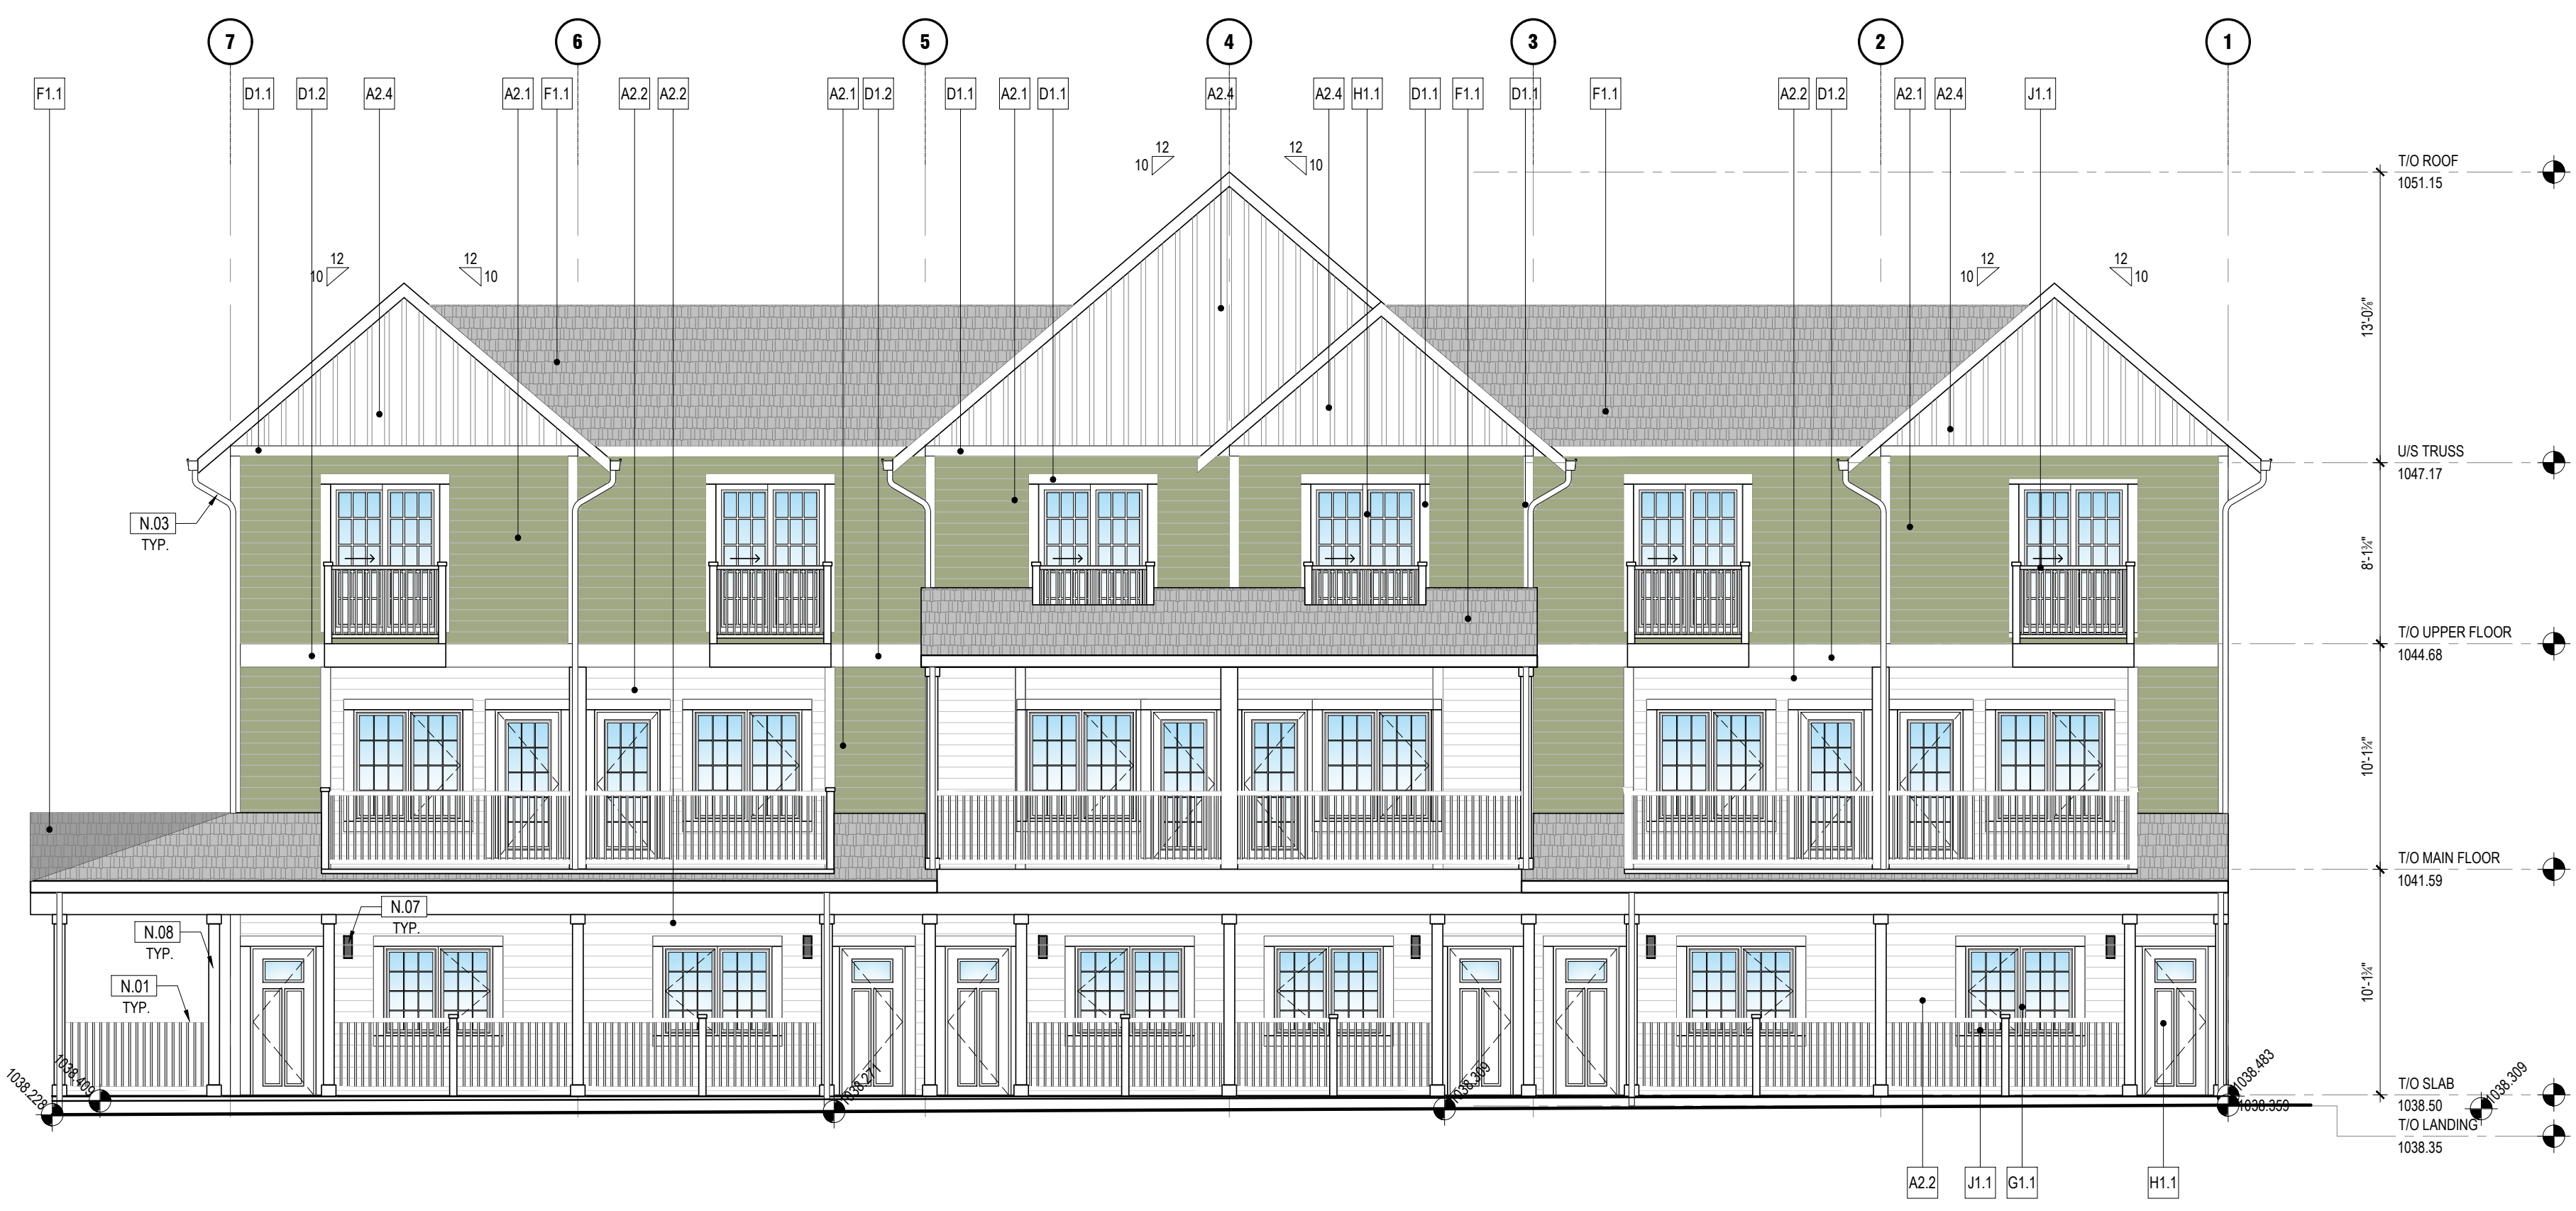 7 6 5 4 3 2 1
F1.1 D1.1 D1.2 A2.4 A2.1 F1.1 A2.2 A2.2 A2.1 D1.2 D1.1 A2.1 D1.1 A2.4 A2.4 H1.1 D1.1 F1.1 D1.1 F1.1 A2.2 D1.2 A2.1 A2.4 J1.1
12 12
10 10
T/O ROOF
1051.15
12 12 12 12
10 10 10 10
13'-0⅞"
U/S TRUSS
1047.17
N.03
TYP.
8'-1¾"
T/O UPPER FLOOR
1044.68
10'-1¾"
T/O MAIN FLOOR
1041.59
N.07
TYP.
N.08
TYP.
N.01
TYP.
10'-1¾"
1038.228
1038.409
1038.271
1038.309
1038.483
1038.359
T/O SLAB
1038.50
1038.309
T/O LANDING
1038.35
A2.2 J1.1 G1.1 H1.1